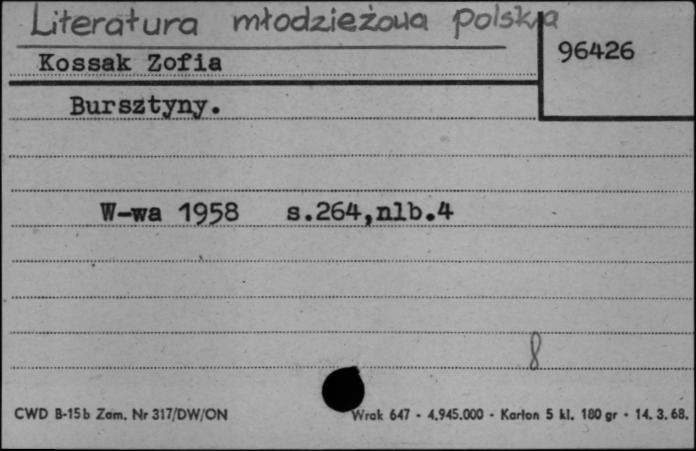 Literatura młodzieżowa polska
96426
Kossak Zofia
Bursztyny.
W-wa 1958 s.264,nlb.4
8
CWD B-15b Zam. Nr 317/DW/ON Wrak 647 - 4.945.000 - Karton 5 kl. 180 gr - 14. 3. 68.